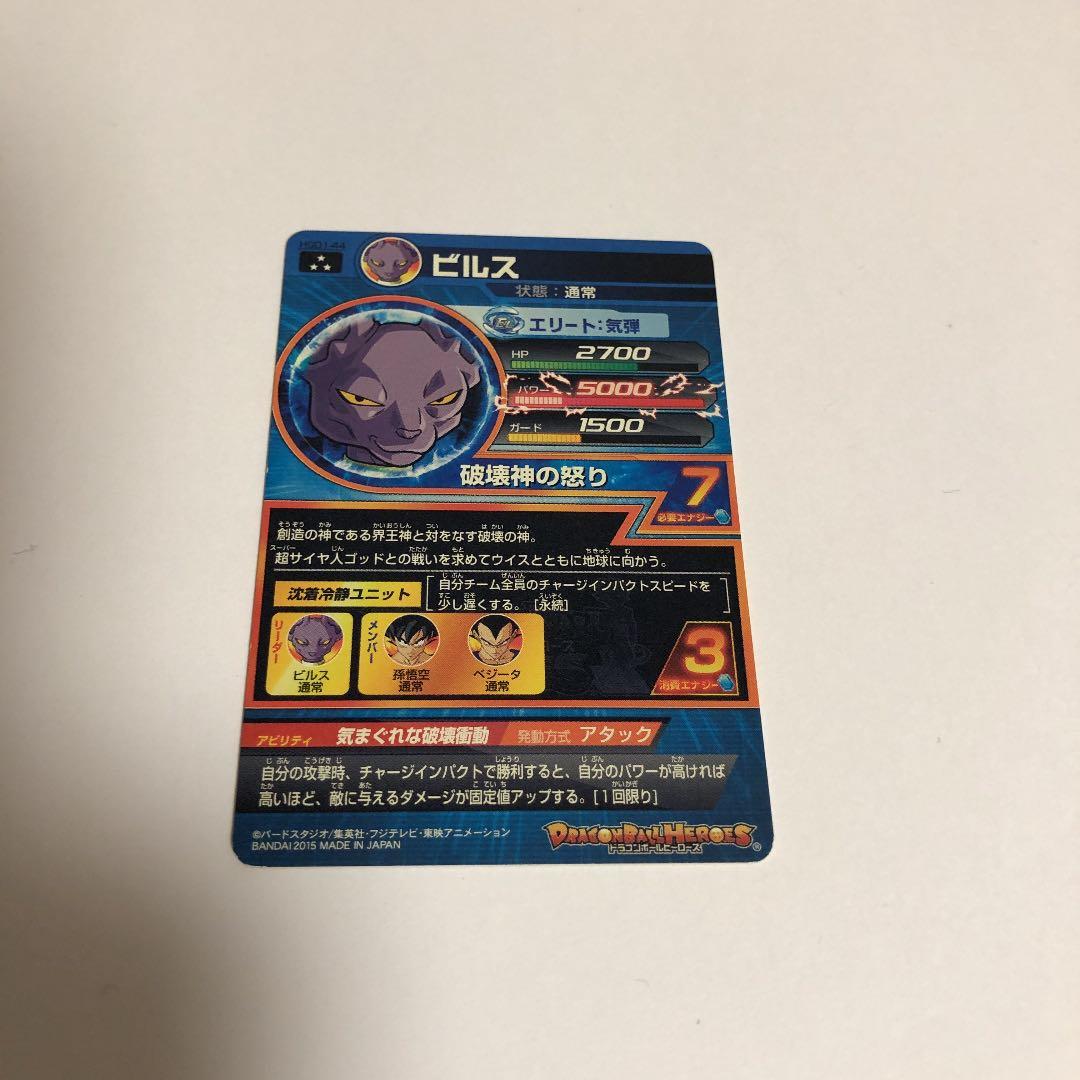 HGD1-44
ビルス
状態：通常
エリート：気弾
HP 2700
パワー 5000
ガード 1500
破壊神の怒り
7
必要エナジー
創造の神である界王神と対をなす破壊の神。
超サイヤ人ゴッドとの戦いを求めてウイスとともに地球に向かう。
沈着冷静ユニット
自分チーム全員のチャージインパクトスピードを
少し遅くする。［永続］
リーダー
ビルス
通常
メンバー
孫悟空
通常
ベジータ
通常
3
消費エナジー
アビリティ 気まぐれな破壊衝動 発動方式 アタック
自分の攻撃時、チャージインパクトで勝利すると、自分のパワーが高ければ
高いほど、敵に与えるダメージが固定値アップする。［1回限り］
©バードスタジオ/集英社・フジテレビ・東映アニメーション
BANDAI 2015 MADE IN JAPAN
DRAGONBALL HEROES
ドラゴンボールヒーローズ
®